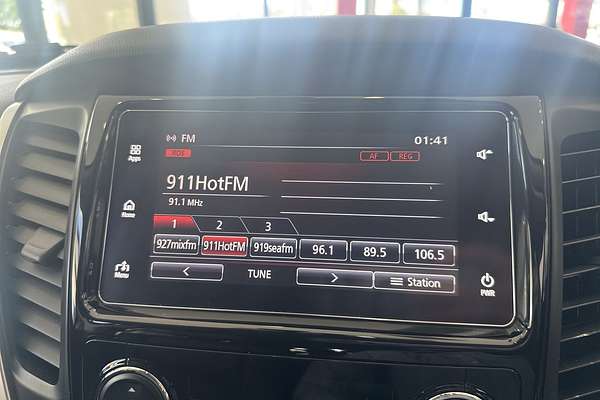 FM 01:41
Apps RDS AF REG
911HotFM
91.1 MHz
Home
1 2 3
927mixfm 911HotFM 919seafm 96.1 89.5 106.5
Menu < TUNE > Station
PWR